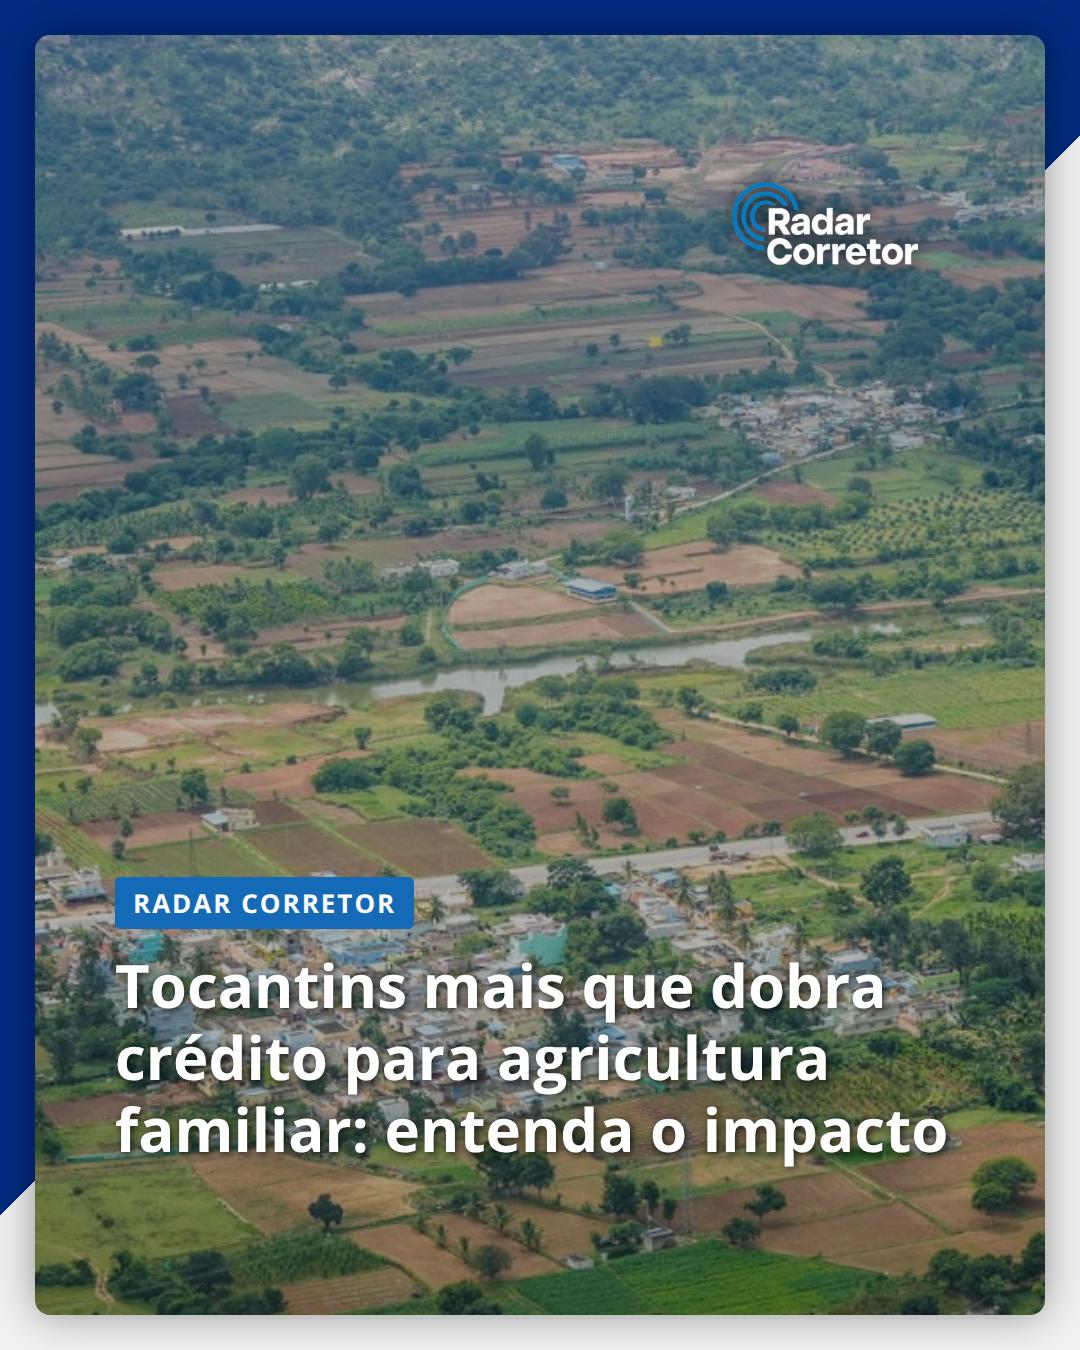 Radar
Corretor
RADAR CORRETOR
Tocantins mais que dobra
crédito para agricultura
familiar: entenda o impacto